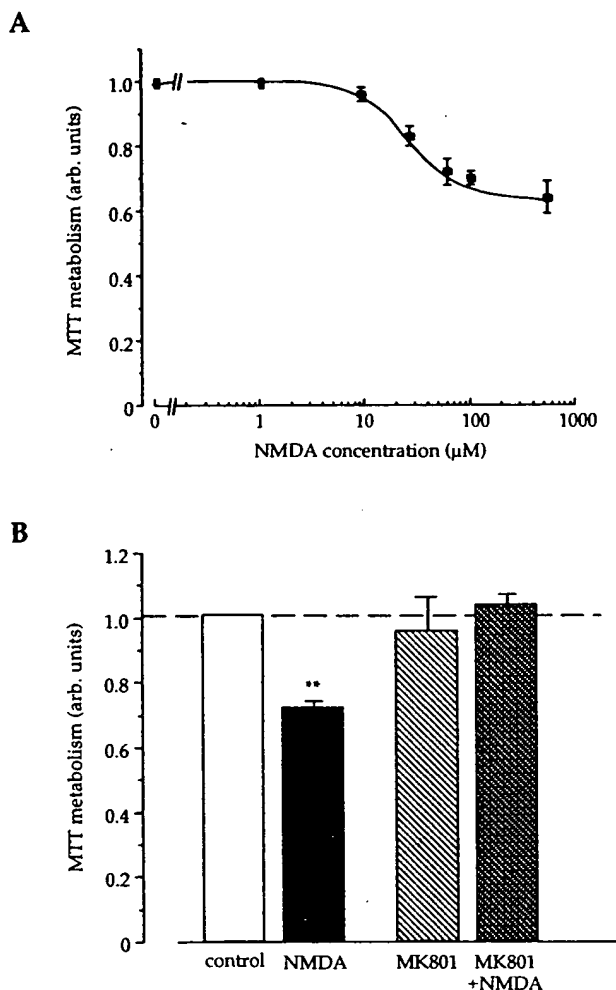 A
MTT metabolism (arb. units)
1.0
0.8
0.6
0.4
0.2
0
0
1
10
100
1000
NMDA concentration (μM)
B
MTT metabolism (arb. units)
1.2
1.0
0.8
0.6
0.4
0.2
0
**
control
NMDA
MK801
MK801
+NMDA